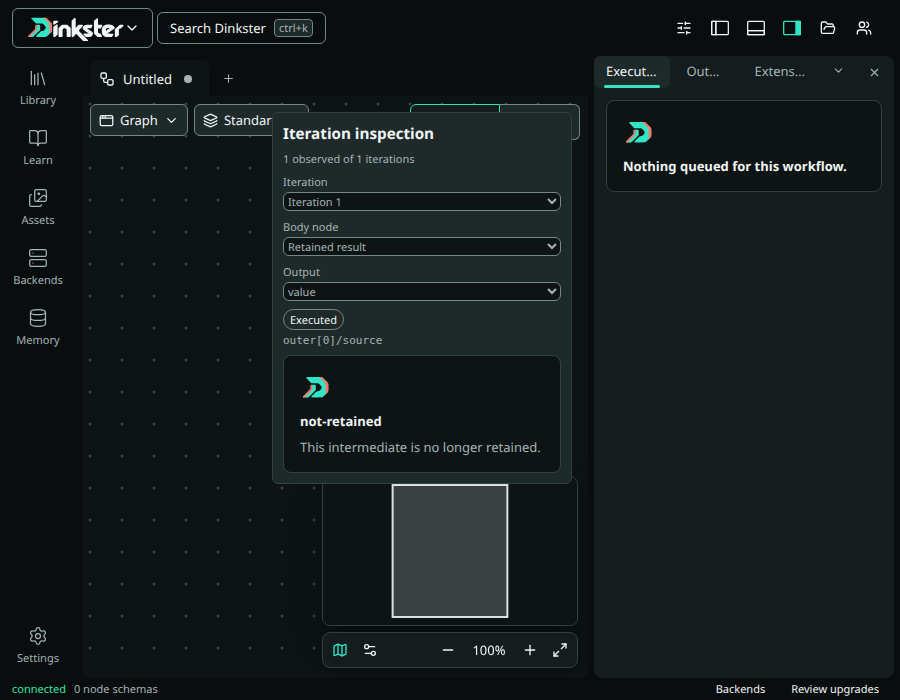 Dinkster
Search Dinkster ctrl+k
Library
Learn
Assets
Backends
Memory
Settings
Untitled
Graph
Standar
Iteration inspection
1 observed of 1 iterations
Iteration
Iteration 1
Body node
Retained result
Output
value
Executed
outer[0]/source
not-retained
This intermediate is no longer retained.
100%
Execut...
Out...
Extens...
Nothing queued for this workflow.
connected 0 node schemas
Backends
Review upgrades